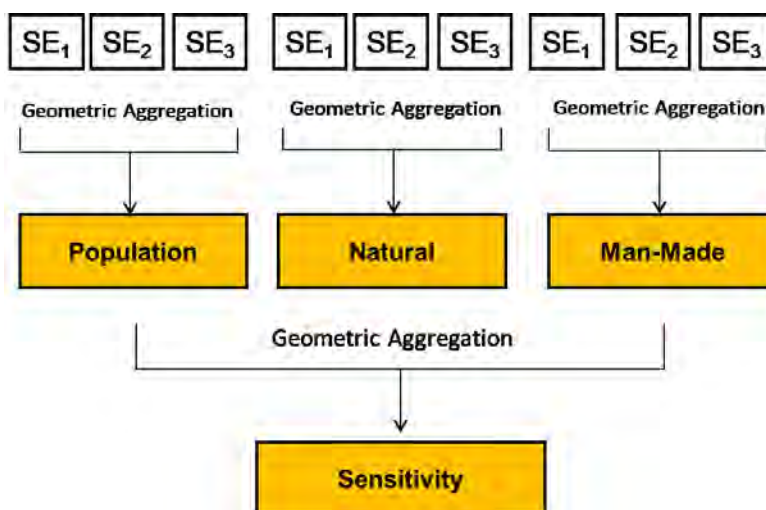 SE₁ SE₂ SE₃ SE₁ SE₂ SE₃ SE₁ SE₂ SE₃
Geometric Aggregation Geometric Aggregation Geometric Aggregation
Population Natural Man-Made
Geometric Aggregation
Sensitivity